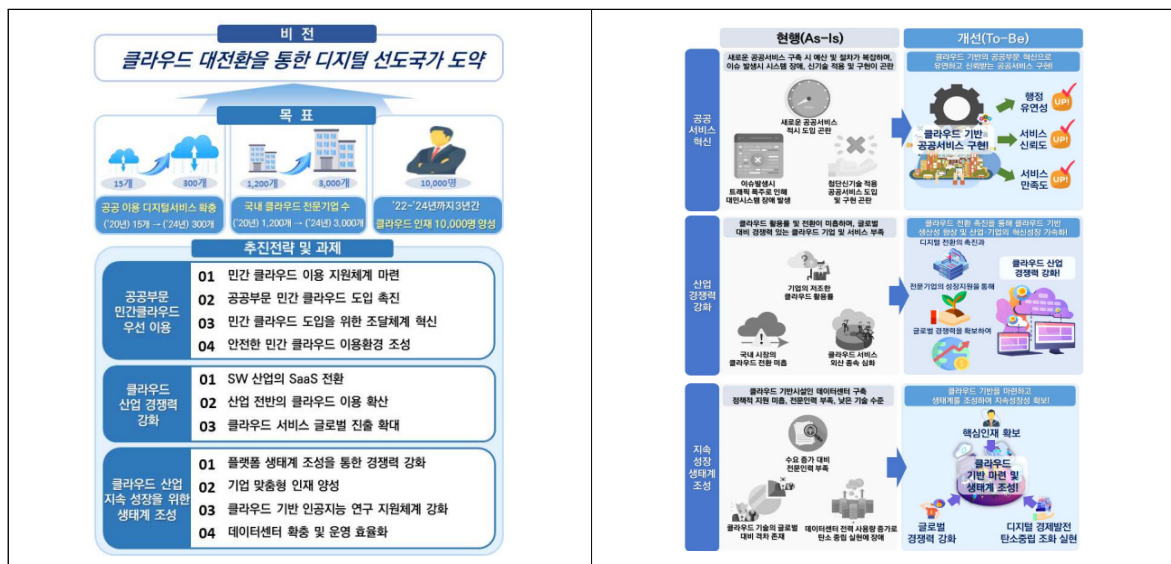 비 전
클라우드 대전환을 통한 디지털 선도국가 도약
목 표
15개
300개
1,200개
3,000개
10,000명
공공 이용 디지털서비스 확충
('20년) 15개 → ('24년) 300개
국내 클라우드 전문기업 수
('20년) 1,200개 → ('24년) 3,000개
'22~'24년까지 3년간
클라우드 인재 10,000명 양성
추진전략 및 과제
공공부문
민간클라우드
우선 이용
01 민간 클라우드 이용 지원체계 마련
02 공공부문 민간 클라우드 도입 촉진
03 민간 클라우드 도입을 위한 조달체계 혁신
04 안전한 민간 클라우드 이용환경 조성
클라우드
산업 경쟁력
강화
01 SW 산업의 SaaS 전환
02 산업 전반의 클라우드 이용 확산
03 클라우드 서비스 글로벌 진출 확대
클라우드 산업
지속 성장을 위한
생태계 조성
01 플랫폼 생태계 조성을 통한 경쟁력 강화
02 기업 맞춤형 인재 양성
03 클라우드 기반 인공지능 연구 지원체계 강화
04 데이터센터 확충 및 운영 효율화
현행(As-Is)
개선(To-Be)
공공
서비스
혁신
새로운 공공서비스 구축 시 예산 및 절차가 복잡하며,
이슈 발생시 시스템 장애, 신기술 적용 및 구현이 곤란
새로운 공공서비스
적시 도입 곤란
이슈발생시
트래픽 폭주로 인해
대민시스템 장애 발생
첨단신기술 적용
공공서비스 도입
및 구현 곤란
클라우드 기반의 공공부문 혁신으로
유연하고 신뢰받는 공공서비스 구현!
클라우드 기반
공공서비스 구현!
행정
유연성
UP!
서비스
신뢰도
UP!
서비스
만족도
UP!
산업
경쟁력
강화
클라우드 활용률 및 전환이 미흡하며, 글로벌
대비 경쟁력 있는 클라우드 기업 및 서비스 부족
기업의 저조한
클라우드 활용률
국내 시장의
클라우드 전환 미흡
클라우드 서비스
외산 종속 심화
클라우드 전환 촉진을 통해 클라우드 기반
생산성 향상 및 산업·기업의 혁신성장 가속화!
디지털 전환의 촉진과
전문기업의 성장지원을 통해
글로벌 경쟁력을 확보하여
클라우드 산업
경쟁력 강화!
지속
성장
생태계
조성
클라우드 기반시설인 데이터센터 구축
정책적 지원 미흡, 전문인력 부족, 낮은 기술 수준
수요 증가 대비
전문인력 부족
클라우드 기술의 글로벌
대비 격차 존재
데이터센터 전력 사용량 증가로
탄소 중립 실현에 장애
클라우드 기반을 마련하고
생태계를 조성하여 지속성장성 확보!
핵심인재 확보
클라우드
기반 마련 및
생태계 조성!
글로벌
경쟁력 강화
디지털 경제발전
탄소중립 조화 실현